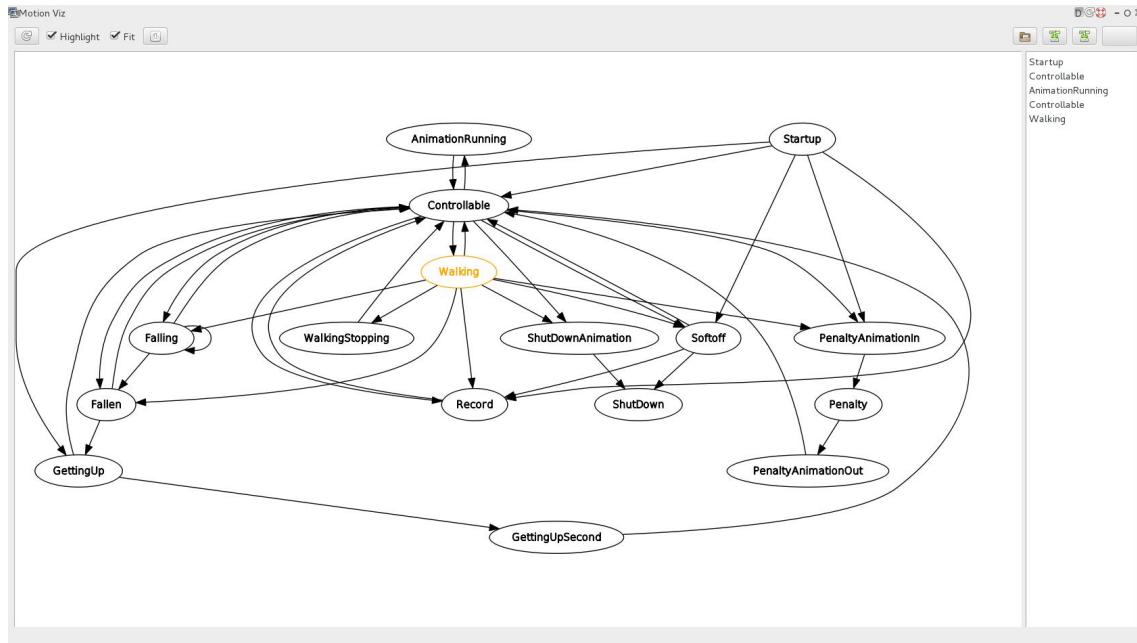 Motion Viz
Highlight Fit
Startup
Controllable
AnimationRunning
Controllable
Walking
AnimationRunning
Startup
Controllable
Walking
Falling
WalkingStopping
ShutDownAnimation
Softoff
PenaltyAnimationIn
Fallen
Record
ShutDown
Penalty
GettingUp
PenaltyAnimationOut
GettingUpSecond